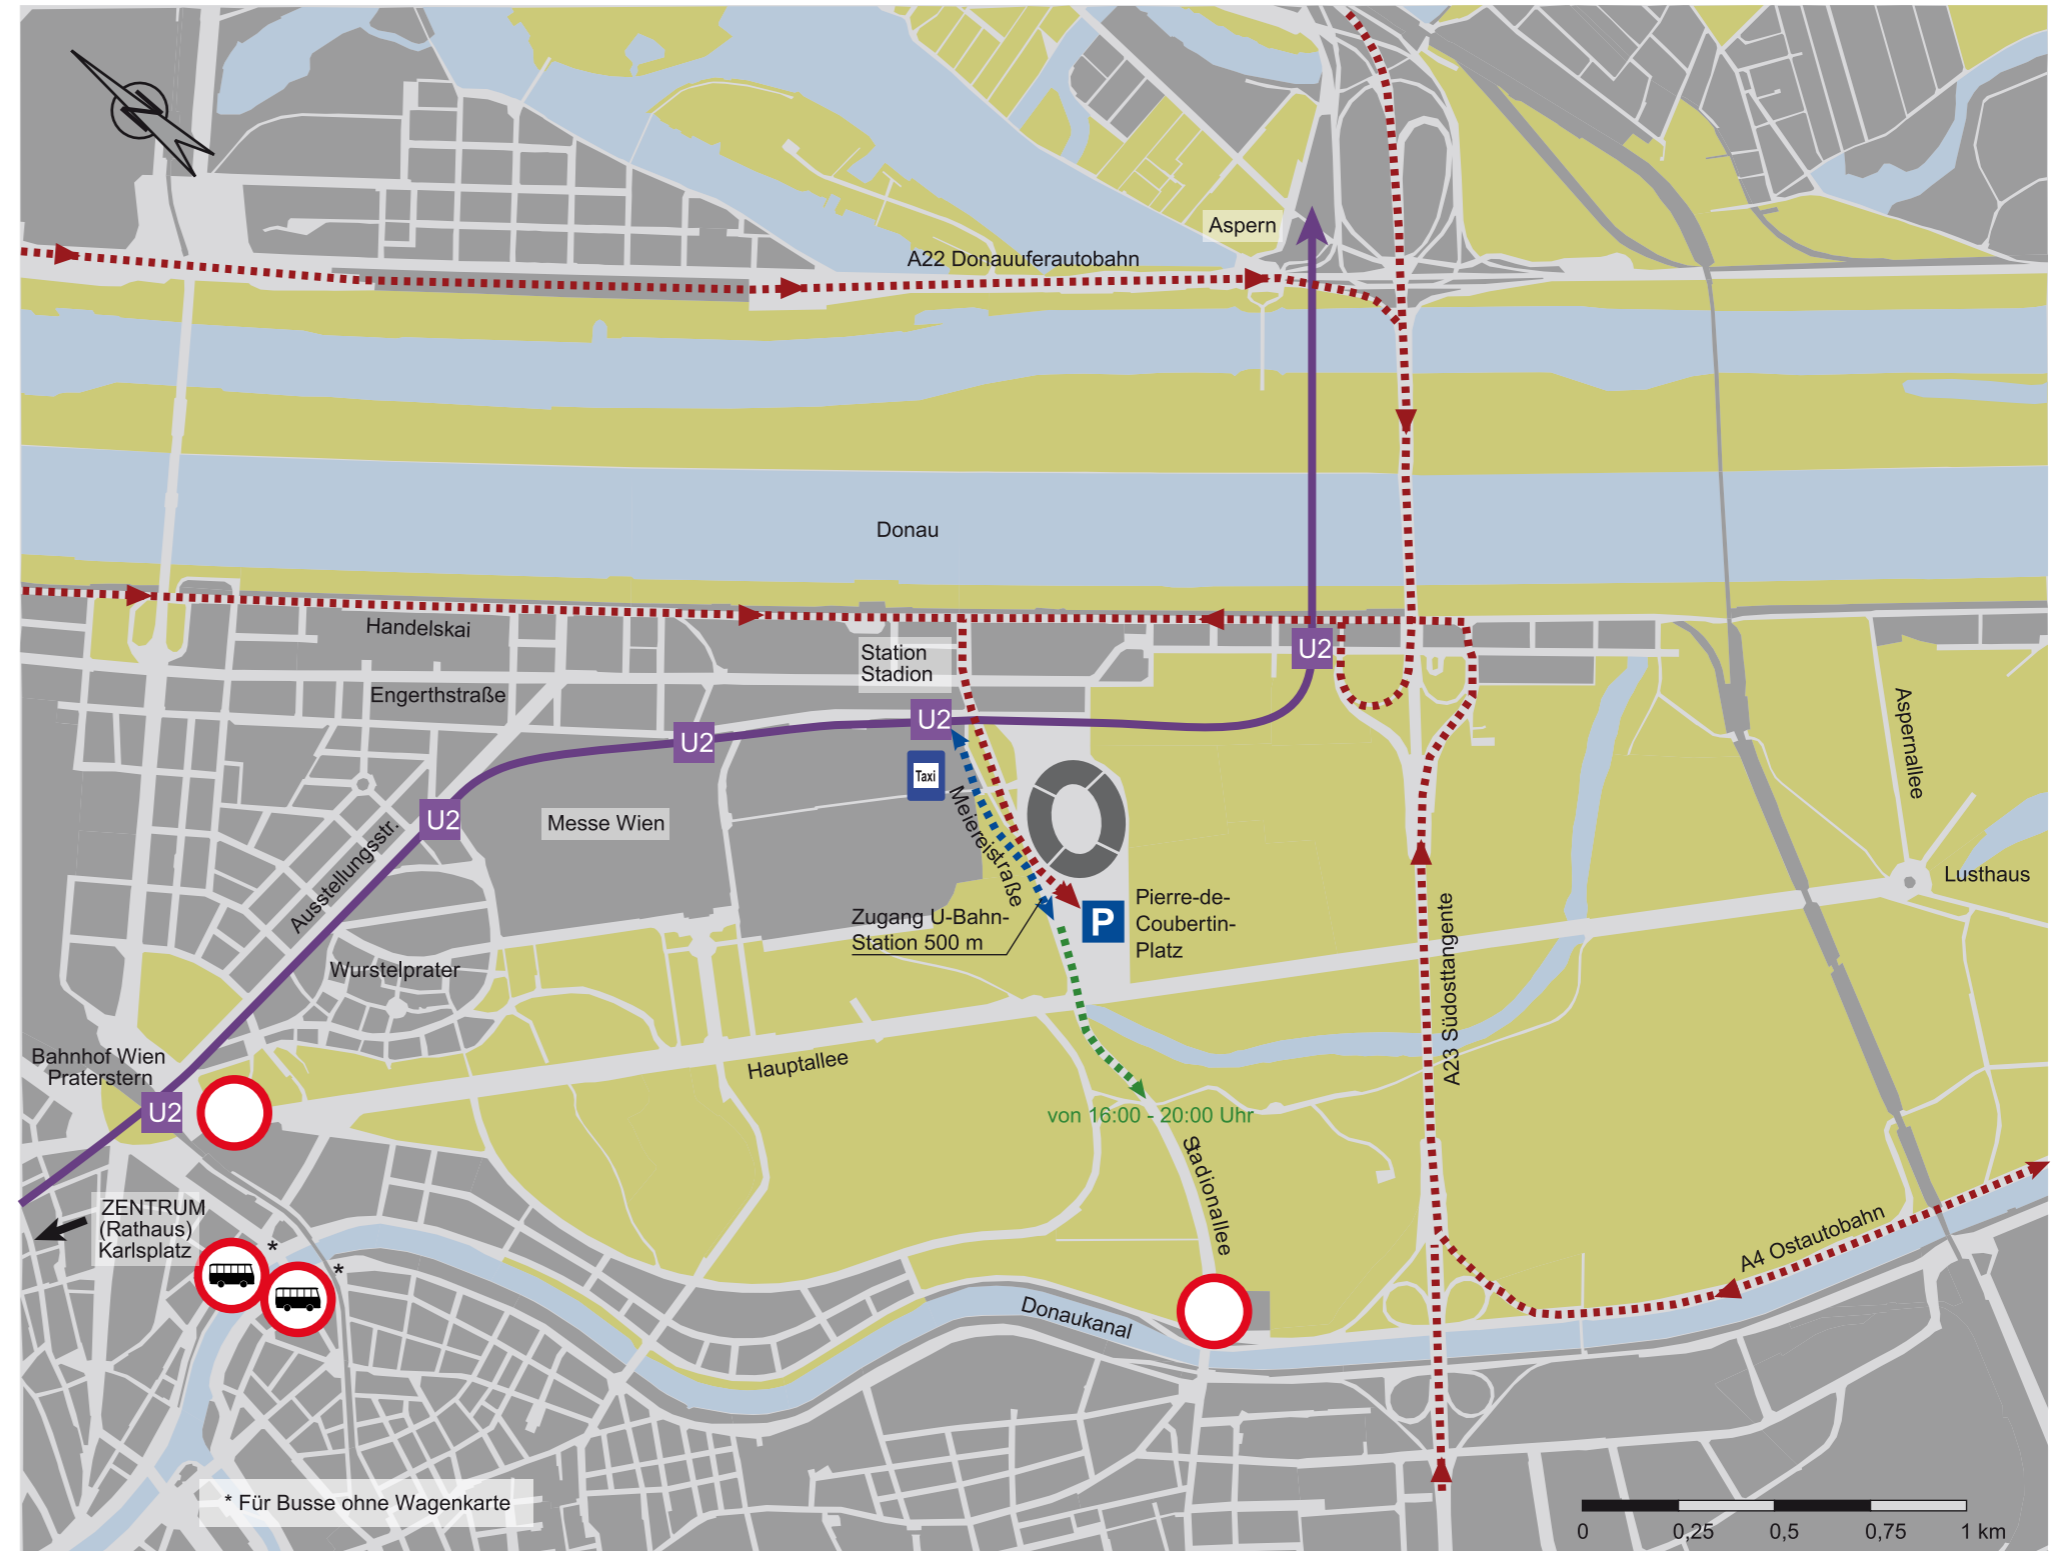 Aspern
A22 Donauuferautobahn
Donau
Handelskai
Station
Stadion
U2
Engerthstraße
U2
U2
Taxi
Aspernallee
U2
Messe Wien
Meiereistraße
Ausstellungsstr.
Lusthaus
Zugang U-Bahn-
Station 500 m
P
Pierre-de-
Coubertin-
Platz
A23 Südosttangente
Wurstelprater
Bahnhof Wien
Praterstern
Hauptallee
U2
von 16:00 - 20:00 Uhr
Stadionallee
ZENTRUM
(Rathaus)
Karlsplatz
*
*
A4 Ostautobahn
Donaukanal
* Für Busse ohne Wagenkarte
0 0,25 0,5 0,75 1 km